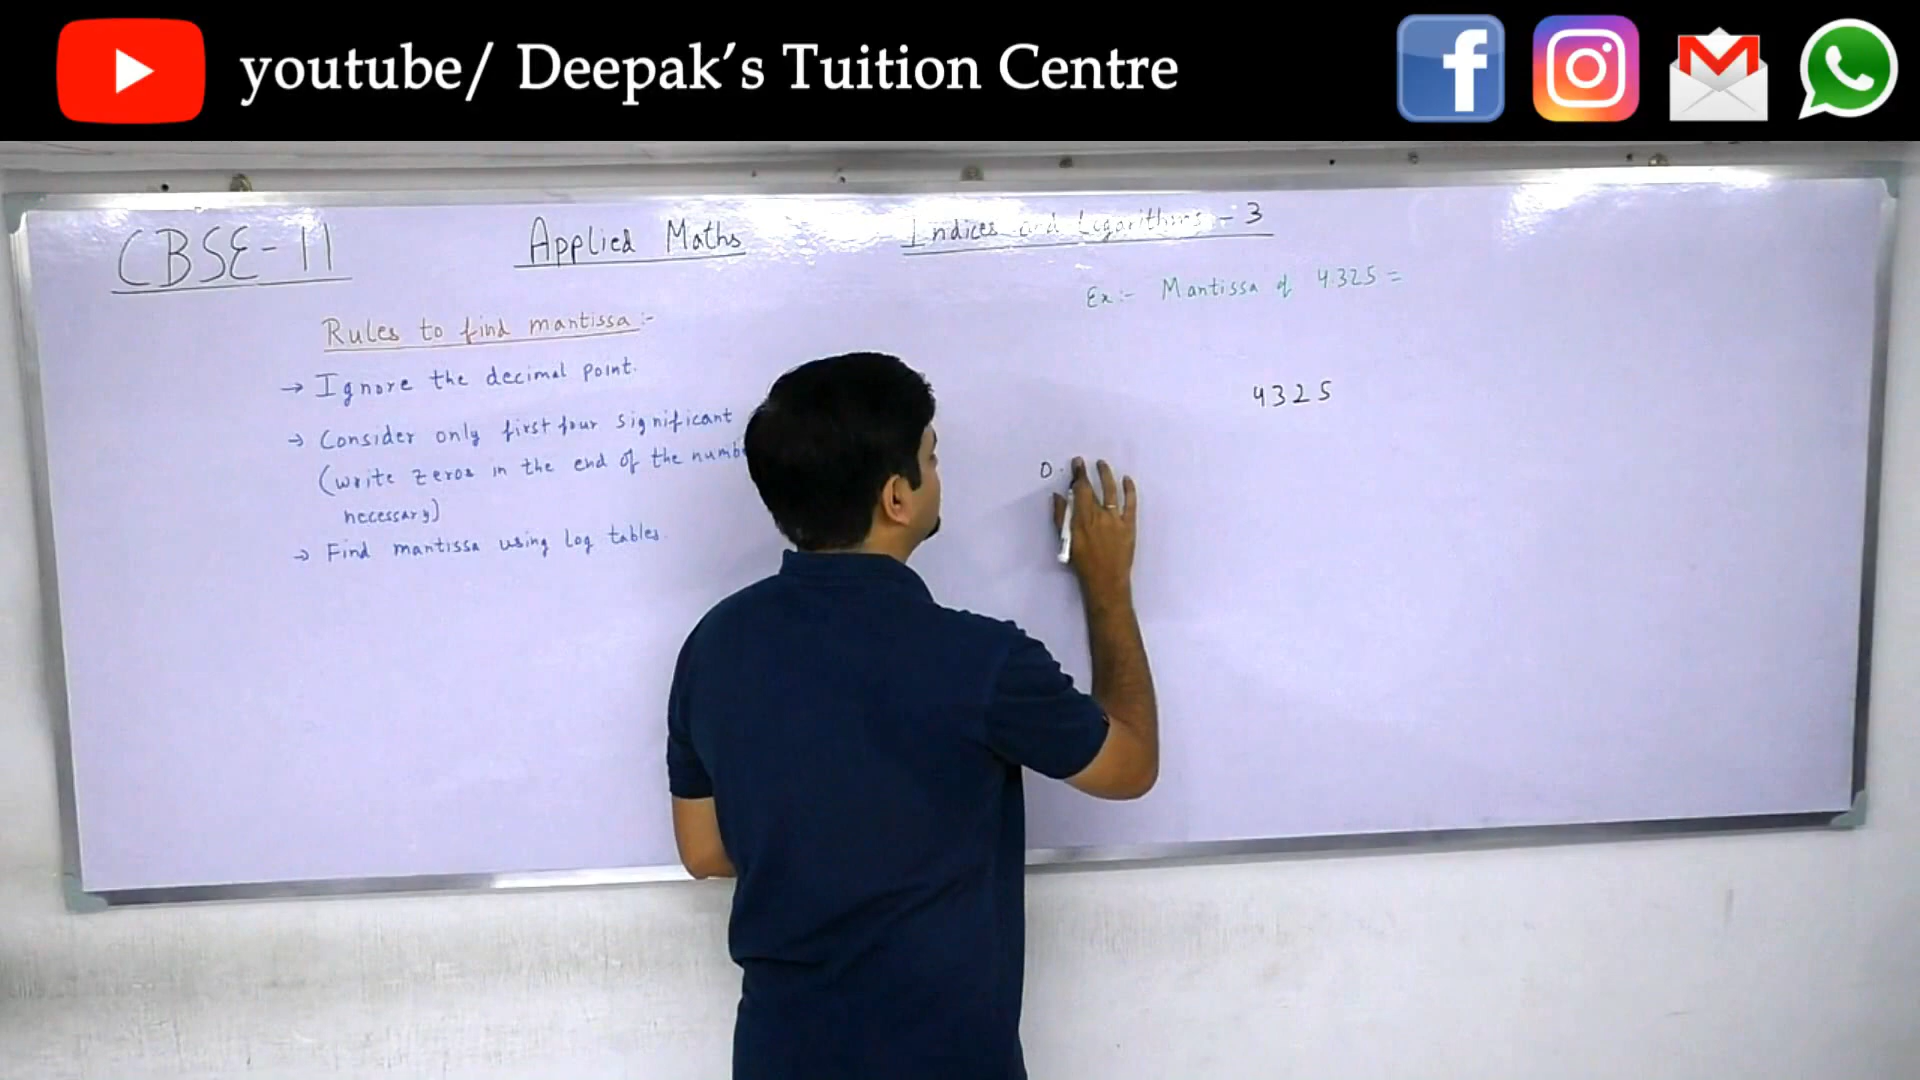 youtube/ Deepak’s Tuition Centre
CBSE-11
Applied Maths
Indices and Logarithms - 3
Ex:- Mantissa of 4.325 =
Rules to find mantissa:-
→ Ignore the decimal point.
→ Consider only first four significant
(write zeros in the end of the numbe
necessary)
→ Find mantissa using log tables.
4325
0.